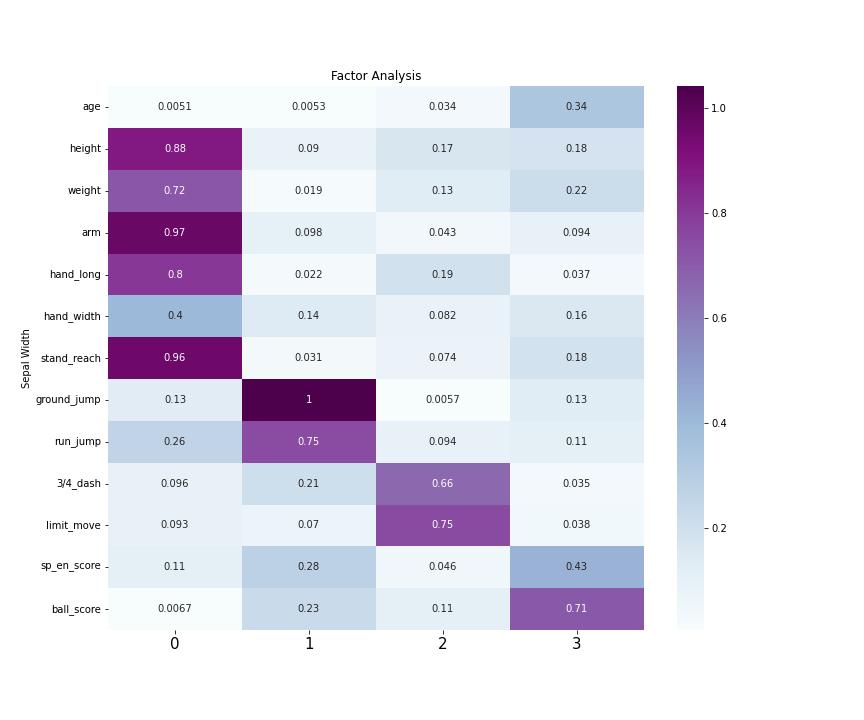 Factor Analysis
Sepal Width
age 0.0051 0.0053 0.034 0.34
height 0.88 0.09 0.17 0.18
weight 0.72 0.019 0.13 0.22
arm 0.97 0.098 0.043 0.094
hand_long 0.8 0.022 0.19 0.037
hand_width 0.4 0.14 0.082 0.16
stand_reach 0.96 0.031 0.074 0.18
ground_jump 0.13 1 0.0057 0.13
run_jump 0.26 0.75 0.094 0.11
3/4_dash 0.096 0.21 0.66 0.035
limit_move 0.093 0.07 0.75 0.038
sp_en_score 0.11 0.28 0.046 0.43
ball_score 0.0067 0.23 0.11 0.71
0 1 2 3
1.0
0.8
0.6
0.4
0.2